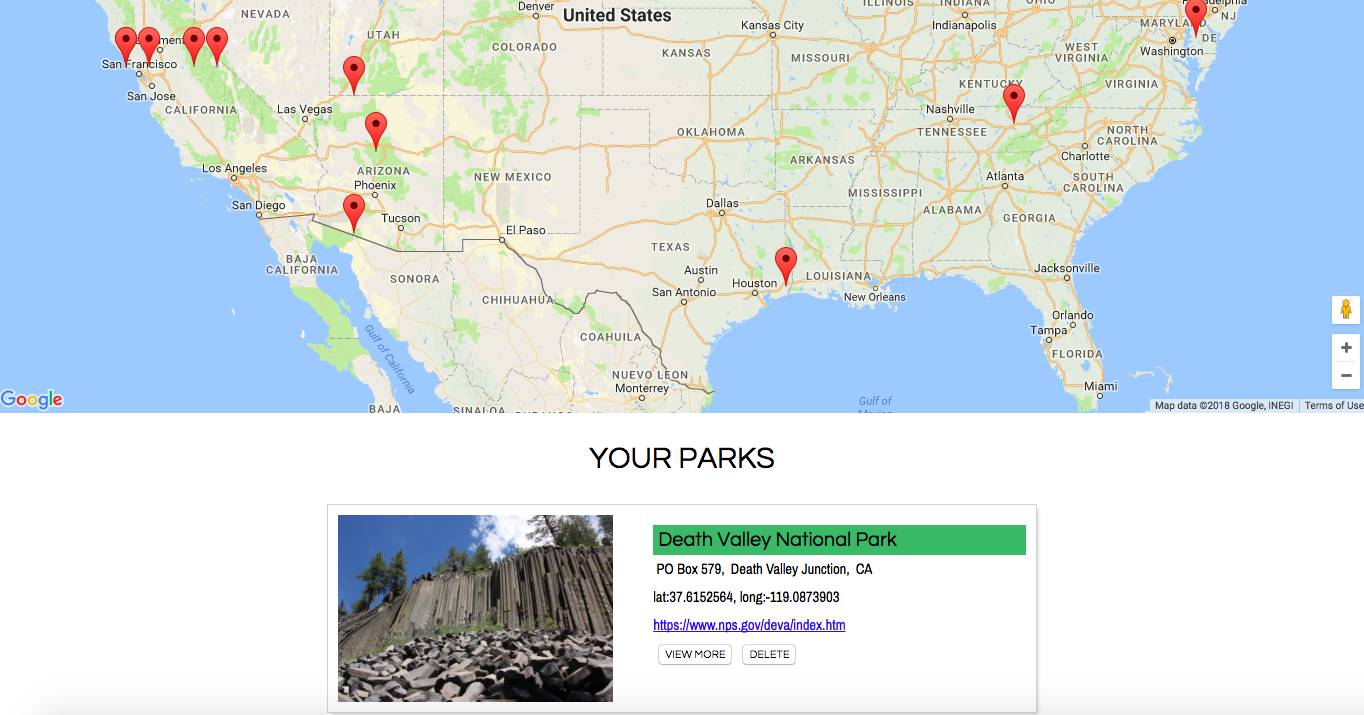 Denver
United States
Philadelphia
NEVADA
ILLINOIS
INDIANA
OHIO
NJ
Kansas City
Indianapolis
MARYLAND
UTAH
COLORADO
DE
KANSAS
MISSOURI
WEST
VIRGINIA
Washington
San Francisco
KENTUCKY
VIRGINIA
San Jose
CALIFORNIA
Las Vegas
Nashville
OKLAHOMA
TENNESSEE
NORTH
CAROLINA
Los Angeles
ARIZONA
NEW MEXICO
ARKANSAS
Charlotte
Phoenix
Atlanta
SOUTH
CAROLINA
MISSISSIPPI
San Diego
Tucson
Dallas
ALABAMA
GEORGIA
El Paso
TEXAS
BAJA
CALIFORNIA
SONORA
Austin
LOUISIANA
Jacksonville
San Antonio
Houston
New Orleans
CHIHUAHUA
Orlando
Tampa
Gulf of California
COAHUILA
FLORIDA
NUEVO LEON
Monterrey
Miami
Google
BAJA
SINALOA
DURANGO
Gulf of
Mexico
Map data ©2018 Google, INEGI
Terms of Use
YOUR PARKS
Death Valley National Park
PO Box 579, Death Valley Junction, CA
lat:37.6152564, long:-119.0873903
https://www.nps.gov/deva/index.htm
VIEW MORE DELETE